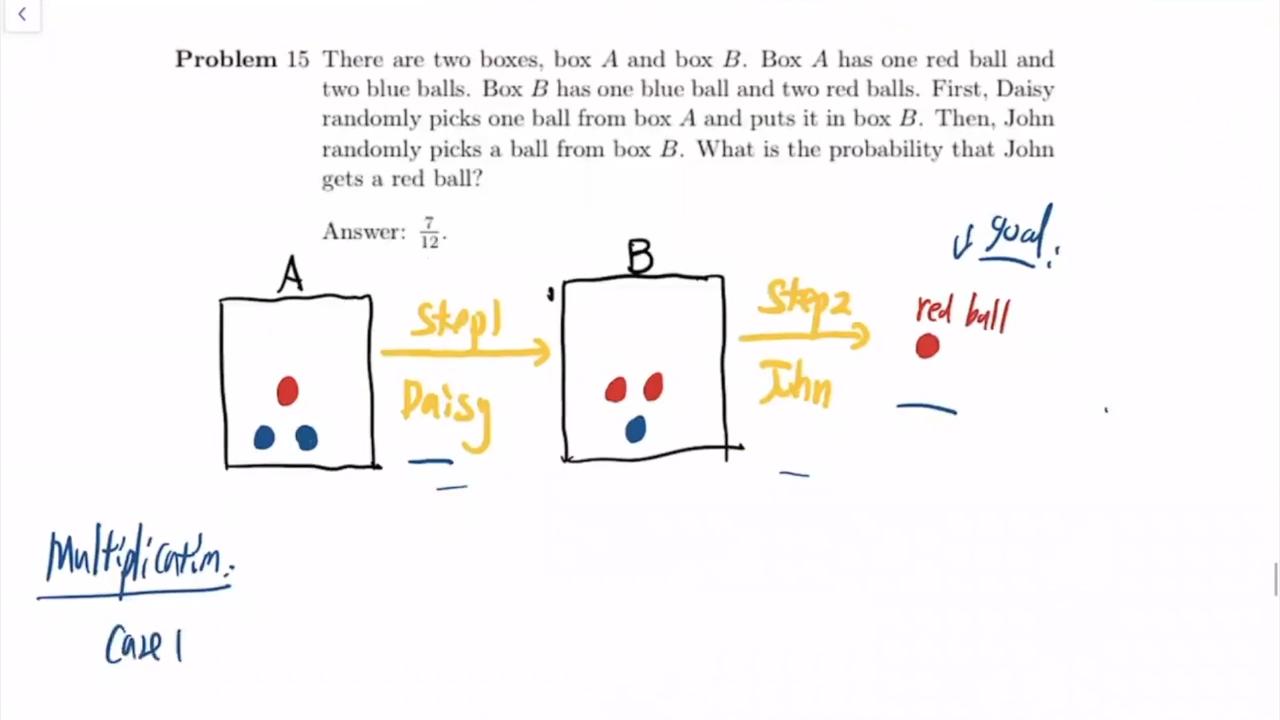 Problem 15 There are two boxes, box A and box B. Box A has one red ball and
two blue balls. Box B has one blue ball and two red balls. First, Daisy
randomly picks one ball from box A and puts it in box B. Then, John
randomly picks a ball from box B. What is the probability that John
gets a red ball?
Answer: 7/12.
goal.
A
B
Step1
Step2
red ball
Daisy
John
Multiplication.
Case 1